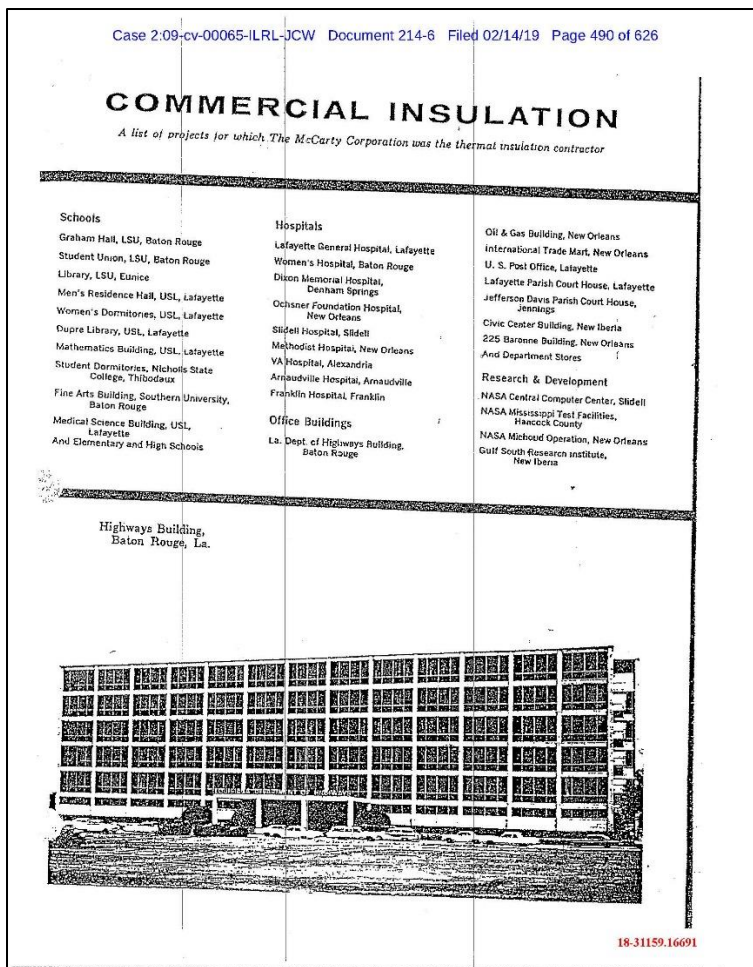 Case 2:09-cv-00065-ILRL-JCW Document 214-6 Filed 02/14/19 Page 490 of 626
COMMERCIAL INSULATION
A list of projects for which The McCarty Corporation was the thermal insulation contractor
Schools
Graham Hall, LSU, Baton Rouge
Student Union, LSU, Baton Rouge
Library, LSU, Eunice
Men's Residence Hall, USL, Lafayette
Women's Dormitories, USL, Lafayette
Dupre Library, USL, Lafayette
Mathematics Building, USL, Lafayette
Student Dormitories, Nicholls State
College, Thibodaux
Fine Arts Building, Southern University,
Baton Rouge
Medical Science Building, USL,
Lafayette
And Elementary and High Schools
Hospitals
Lafayette General Hospital, Lafayette
Women's Hospital, Baton Rouge
Dixon Memorial Hospital,
Denham Springs
Ochsner Foundation Hospital,
New Orleans
Slidell Hospital, Slidell
Methodist Hospital, New Orleans
VA Hospital, Alexandria
Arnaudville Hospital, Arnaudville
Franklin Hospital, Franklin
Office Buildings
La. Dept. of Highways Building,
Baton Rouge
Oil & Gas Building, New Orleans
International Trade Mart, New Orleans
U. S. Post Office, Lafayette
Lafayette Parish Court House, Lafayette
Jefferson Davis Parish Court House,
Jennings
Civic Center Building, New Iberia
225 Baronne Building, New Orleans
And Department Stores
Research & Development
NASA Central Computer Center, Slidell
NASA Mississippi Test Facilities,
Hancock County
NASA Michoud Operation, New Orleans
Gulf South Research Institute,
New Iberia
Highways Building,
Baton Rouge, La.
LOUISIANA DEPARTMENT OF HIGHWAYS
18-31159.16691